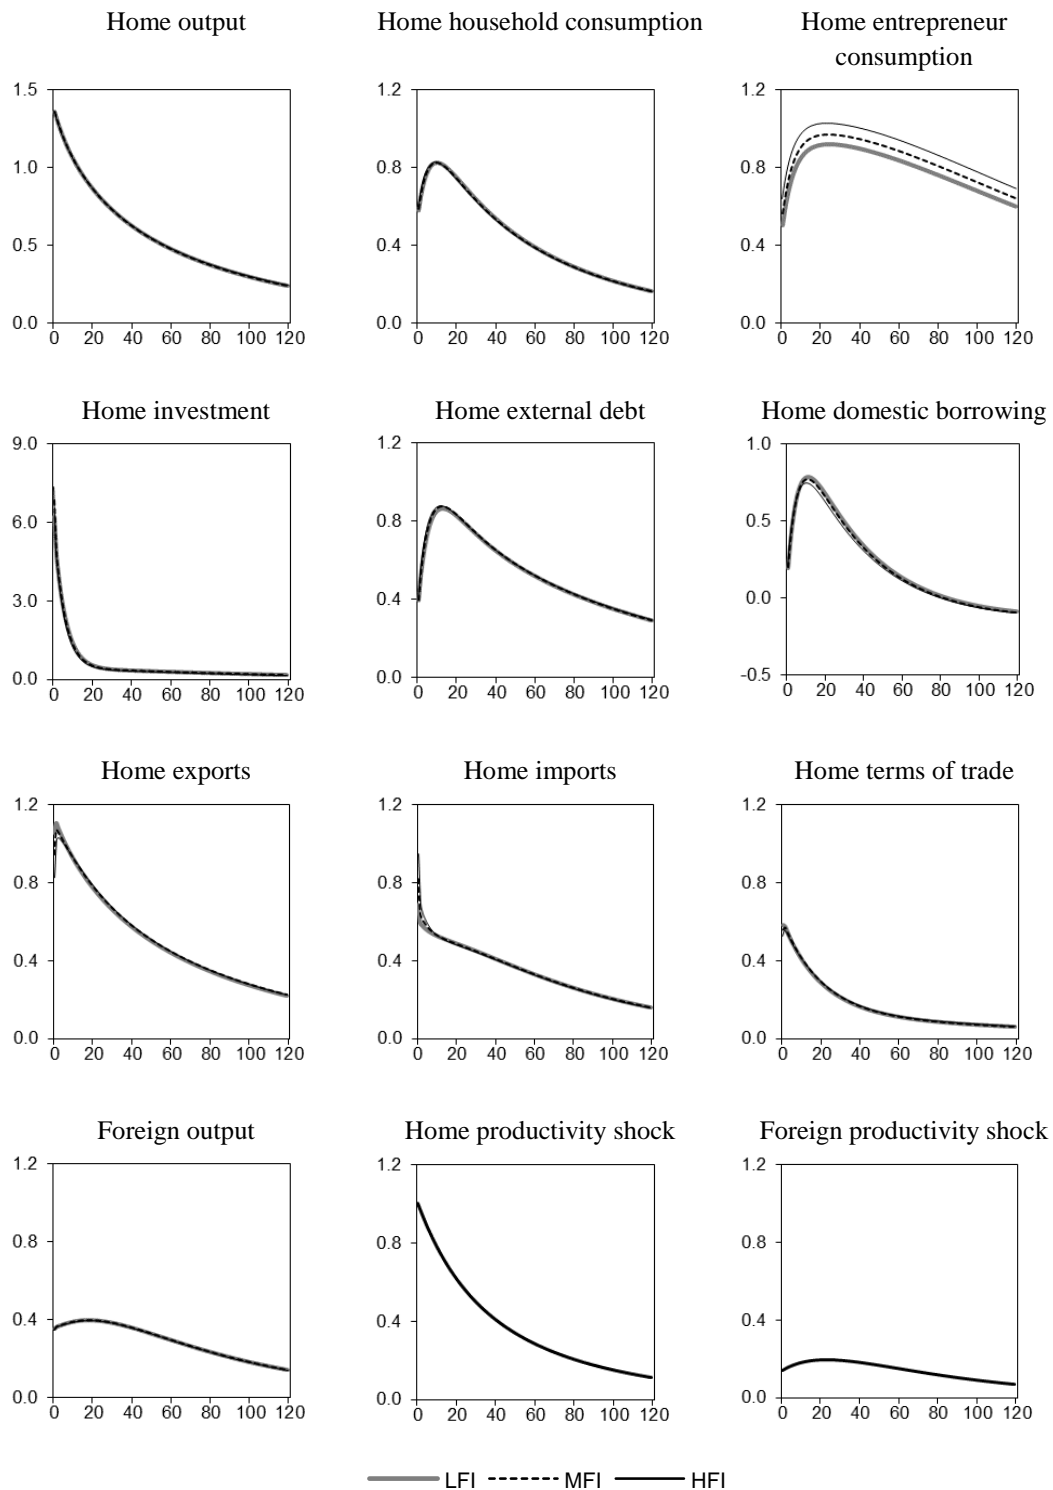 Home output
Home household consumption
Home entrepreneur
consumption
1.5
1.0
0.5
0.0
0 20 40 60 80 100 120
1.2
0.8
0.4
0.0
0 20 40 60 80 100 120
1.2
0.8
0.4
0.0
0 20 40 60 80 100 120
Home investment
Home external debt
Home domestic borrowing
9.0
6.0
3.0
0.0
0 20 40 60 80 100 120
1.2
0.8
0.4
0.0
0 20 40 60 80 100 120
1.0
0.5
0.0
-0.5
0 20 40 60 80 100 120
Home exports
Home imports
Home terms of trade
1.2
0.8
0.4
0.0
0 20 40 60 80 100 120
1.2
0.8
0.4
0.0
0 20 40 60 80 100 120
1.2
0.8
0.4
0.0
0 20 40 60 80 100 120
Foreign output
Home productivity shock
Foreign productivity shock
1.2
0.8
0.4
0.0
0 20 40 60 80 100 120
1.2
0.8
0.4
0.0
0 20 40 60 80 100 120
1.2
0.8
0.4
0.0
0 20 40 60 80 100 120
LFI MFI HFI